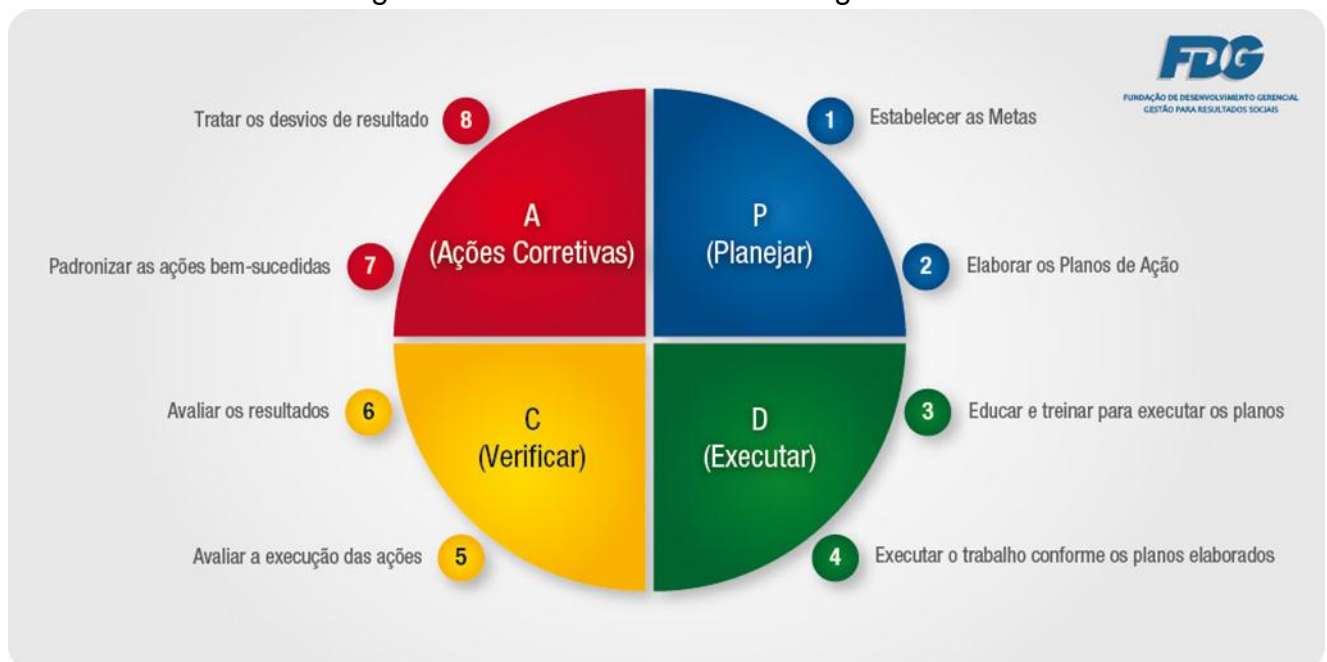 FDG
FUNDAÇÃO DE DESENVOLVIMENTO GERENCIAL
GESTÃO PARA RESULTADOS SOCIAIS
Tratar os desvios de resultado 8
1 Estabelecer as Metas
A
(Ações Corretivas)
P
(Planejar)
Padronizar as ações bem-sucedidas 7
2 Elaborar os Planos de Ação
Avaliar os resultados 6
3 Educar e treinar para executar os planos
C
(Verificar)
D
(Executar)
Avaliar a execução das ações 5
4 Executar o trabalho conforme os planos elaborados